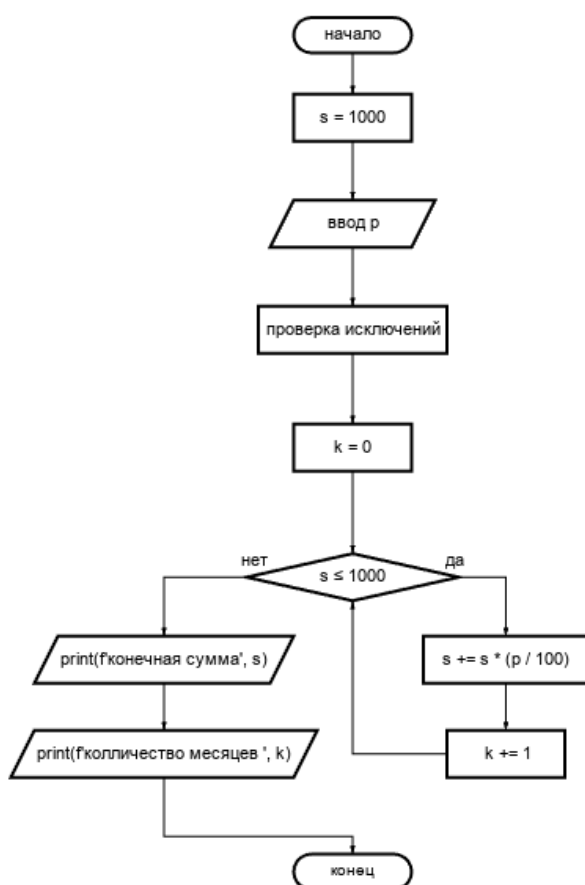 начало
s = 1000
ввод p
проверка исключений
k = 0
нет
да
s ≤ 1000
print(f'конечная сумма', s)
s += s * (p / 100)
print(f'колличество месяцев ', k)
k += 1
конец